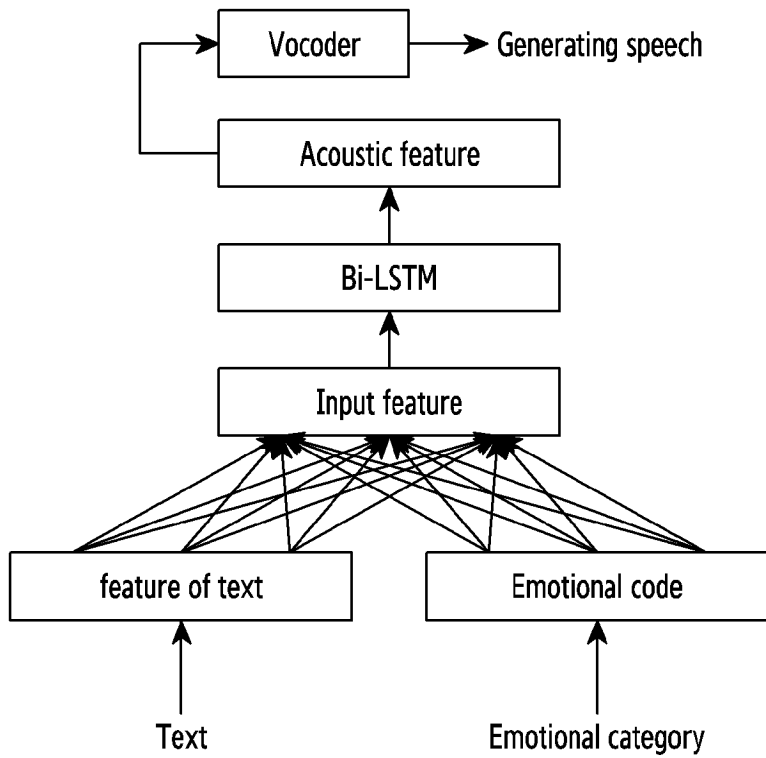 Vocoder
Generating speech
Acoustic feature
Bi-LSTM
Input feature
feature of text
Emotional code
Text
Emotional category